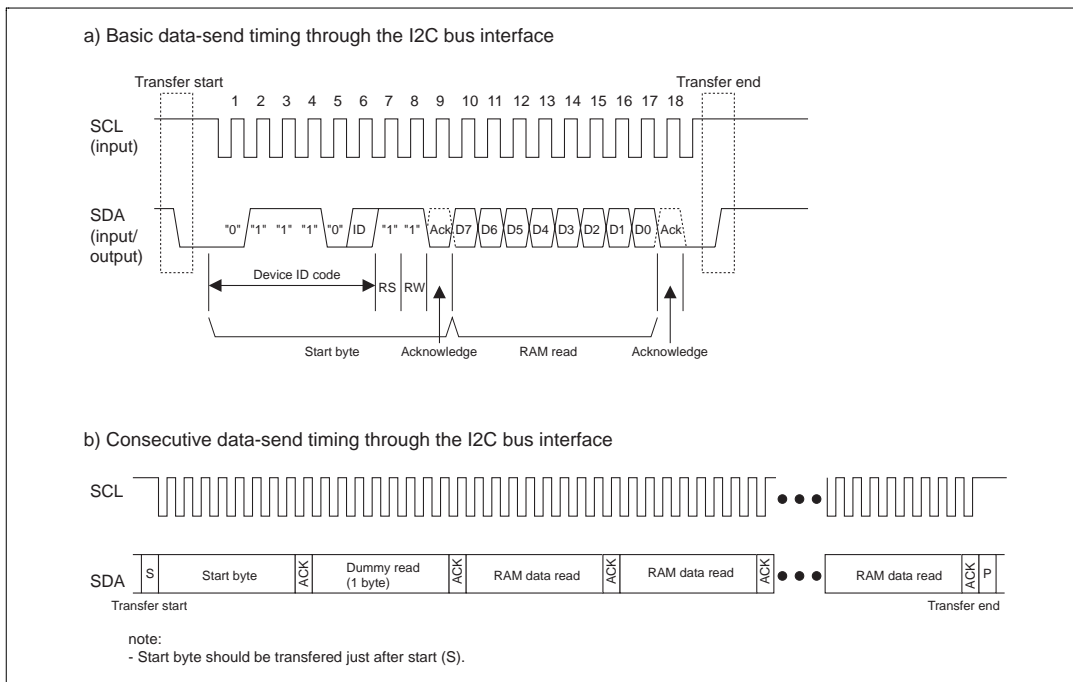 a) Basic data-send timing through the I2C bus interface
Transfer start
Transfer end
1 2 3 4 5 6 7 8 9 10 11 12 13 14 15 16 17 18
SCL
(input)
SDA
(input/
output)
"0" "1" "1" "1" "0" ID "1" "1" Ack D7 D6 D5 D4 D3 D2 D1 D0 Ack
Device ID code
RS
RW
Start byte
Acknowledge
RAM read
Acknowledge
b) Consecutive data-send timing through the I2C bus interface
SCL
SDA
S
Start byte
ACK
Dummy read
(1 byte)
ACK
RAM data read
ACK
RAM data read
ACK
RAM data read
ACK
P
Transfer start
Transfer end
note:
- Start byte should be transfered just after start (S).